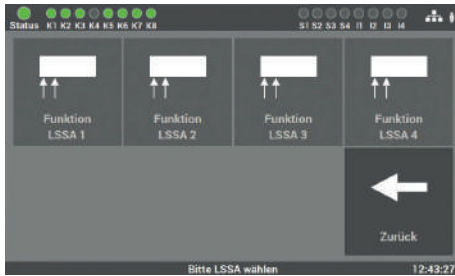 Status K1 K2 K3 K4 K5 K6 K7 K8 S1 S2 S3 S4 I1 I2 I3 I4
Funktion
LSSA 1
Funktion
LSSA 2
Funktion
LSSA 3
Funktion
LSSA 4
Zurück
Bitte LSSA wählen 12:43:27